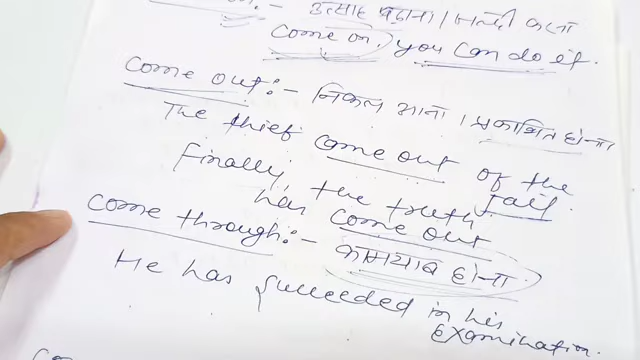 उत्साह बढ़ाना / जल्दी करना
Come on, you can do it.
Come out:- निकल आना / प्रकाशित होना
The thief come out of the Jail.
Finally, the truth
has come out
Come through:- कामयाब होना
He has succeeded in his
examination.